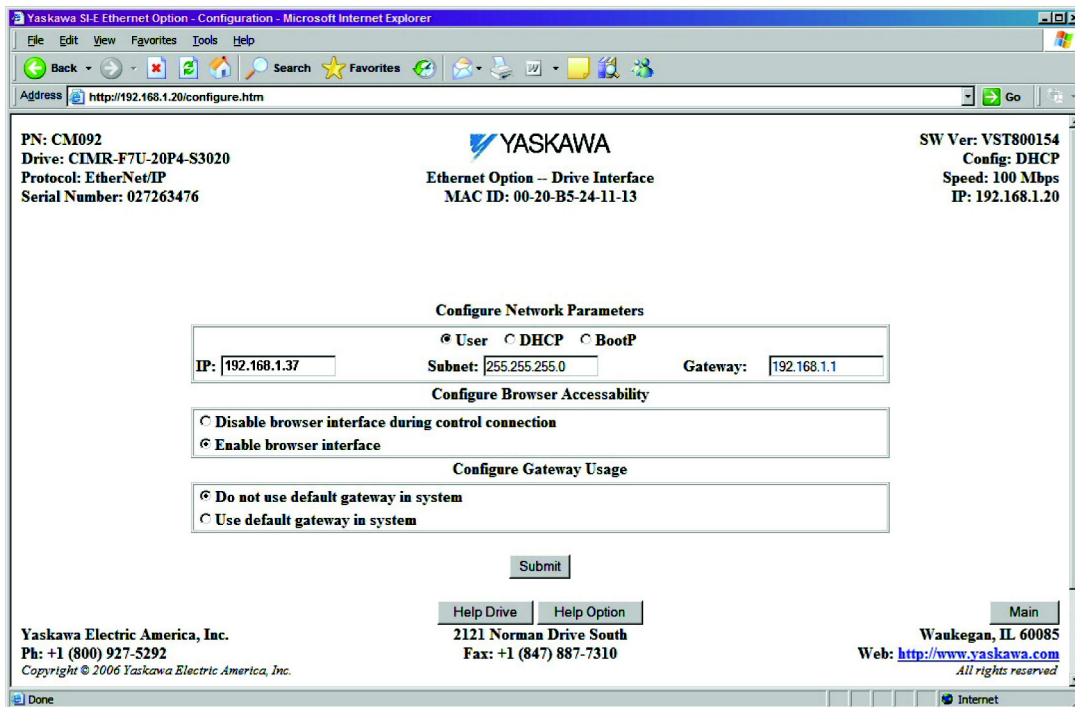 Yaskawa SI-E Ethernet Option - Configuration - Microsoft Internet Explorer
File Edit View Favorites Tools Help
Back Search Favorites
Address http://192.168.1.20/configure.htm Go
PN: CM092
Drive: CIMR-F7U-20P4-S3020
Protocol: EtherNet/IP
Serial Number: 027263476
YASKAWA
Ethernet Option -- Drive Interface
MAC ID: 00-20-B5-24-11-13
SW Ver: VST800154
Config: DHCP
Speed: 100 Mbps
IP: 192.168.1.20
Configure Network Parameters
User DHCP BootP
IP: 192.168.1.37 Subnet: 255.255.255.0 Gateway: 192.168.1.1
Configure Browser Accessability
Disable browser interface during control connection
Enable browser interface
Configure Gateway Usage
Do not use default gateway in system
Use default gateway in system
Submit
Help Drive Help Option Main
Yaskawa Electric America, Inc. 2121 Norman Drive South Waukegan, IL 60085
Ph: +1 (800) 927-5292 Fax: +1 (847) 887-7310 Web: http://www.yaskawa.com
Copyright © 2006 Yaskawa Electric America, Inc. All rights reserved
Done Internet